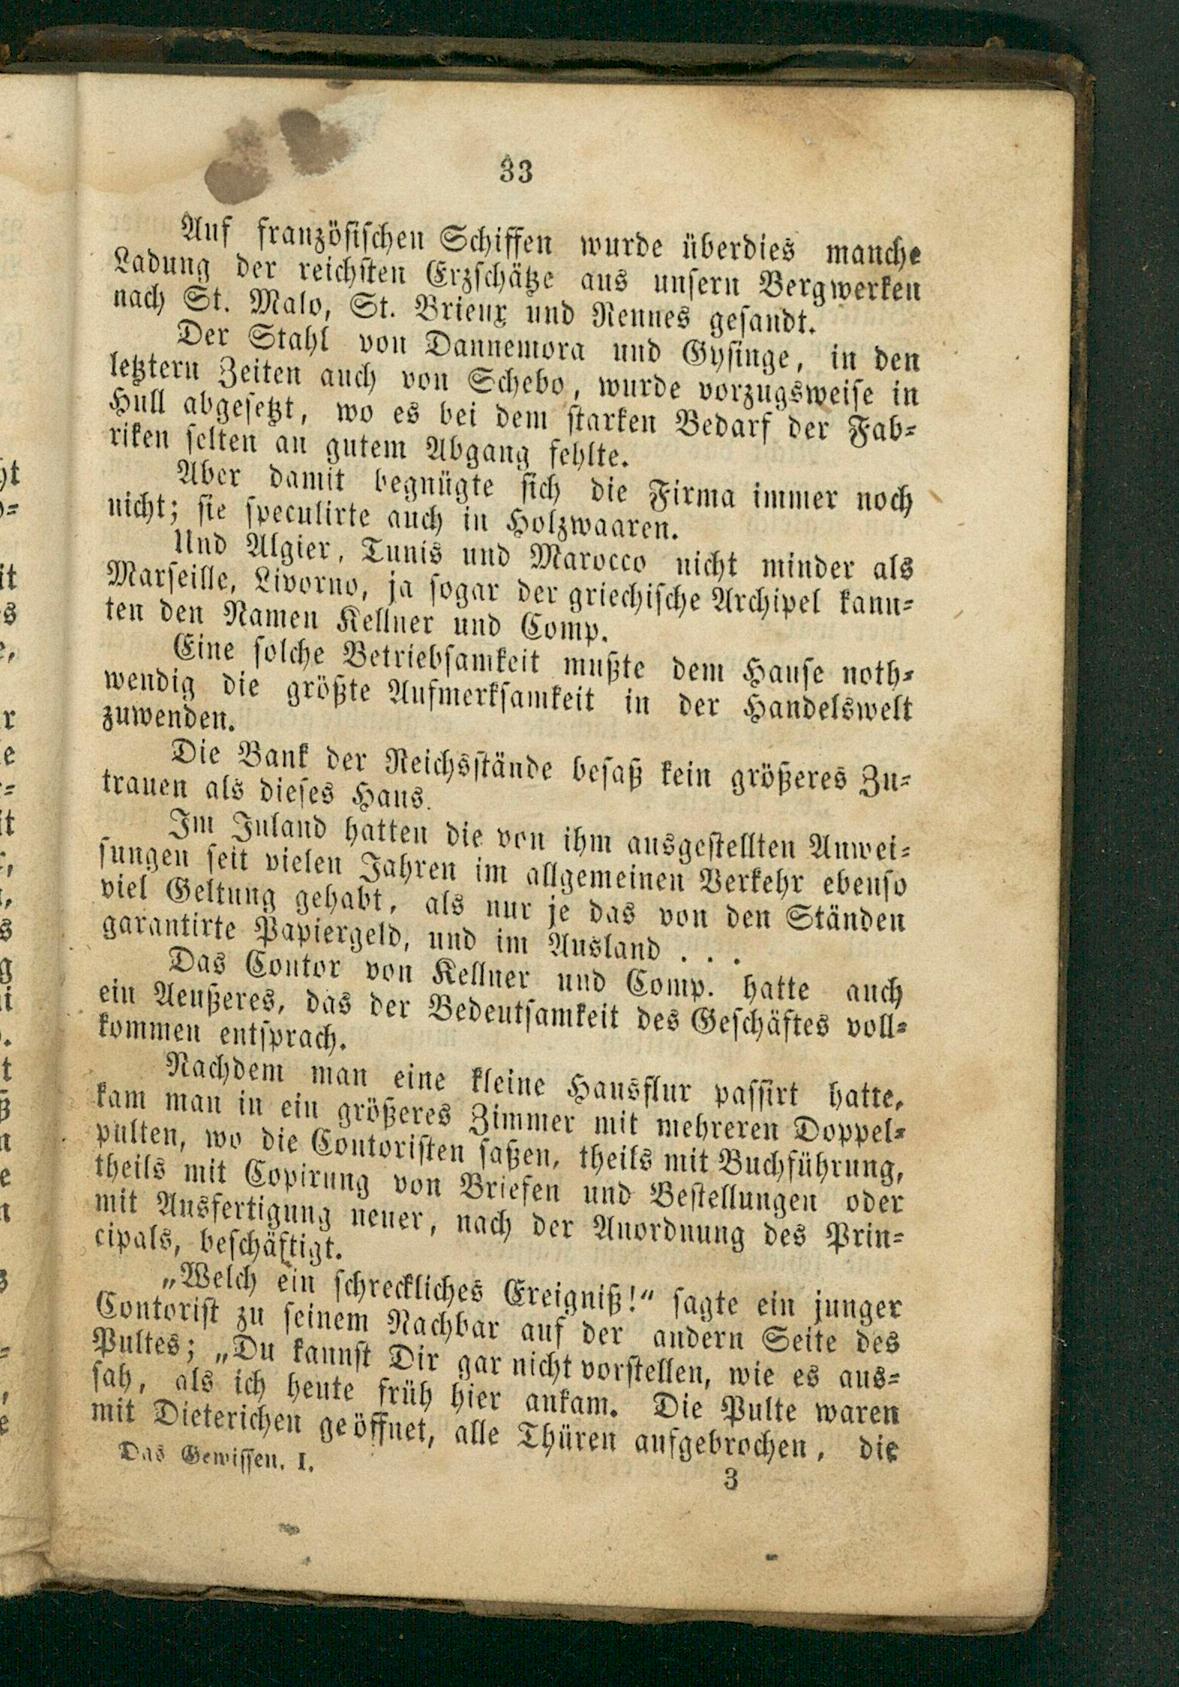 33
Auf französischen Schiffen wurde überdies manche
Ladung der reichsten Erzschätze aus unsern Bergwerken
nach St. Malo, St. Brieux und Rennes gesandt.
Der Stahl von Dannemora und Gysinge, in den
letztern Zeiten auch von Schebo, wurde vorzugsweise in
Hull abgesetzt, wo es bei dem starken Bedarf der Fab-
riken selten an gutem Abgang fehlte.
Aber damit begnügte sich die Firma immer noch
nicht; sie speculirte auch in Holzwaaren.
Und Algier, Tunis und Marocco nicht minder als
Marseille, Livorno, ja sogar der griechische Archipel kann-
ten den Namen Kellner und Comp.
Eine solche Betriebsamkeit mußte dem Hause noth-
wendig die größte Aufmerksamkeit in der Handelswelt
zuwenden.
Die Bank der Reichsstände besaß kein größeres Zu-
trauen als dieses Haus.
Im Inland hatten die von ihm ausgestellten Anwei-
sungen seit vielen Jahren im allgemeinen Verkehr ebenso
viel Geltung gehabt, als nur je das von den Ständen
garantirte Papiergeld, und im Ausland . . .
Das Contor von Kellner und Comp. hatte auch
ein Aeußeres, das der Bedeutsamkeit des Geschäftes voll-
kommen entsprach.
Nachdem man eine kleine Hausflur passirt hatte,
kam man in ein größeres Zimmer mit mehreren Doppel-
pulten, wo die Contoristen saßen, theils mit Buchführung,
theils mit Copirung von Briefen und Bestellungen oder
mit Ausfertigung neuer, nach der Anordnung des Prin-
cipals, beschäftigt.
„Welch ein schreckliches Ereigniß!“ sagte ein junger
Contorist zu seinem Nachbar auf der andern Seite des
Pultes; „Du kannst Dir gar nicht vorstellen, wie es aus-
sah, als ich heute früh hier ankam. Die Pulte waren
mit Dieterichen geöffnet, alle Thüren aufgebrochen, die
Das Gewissen. I.
3